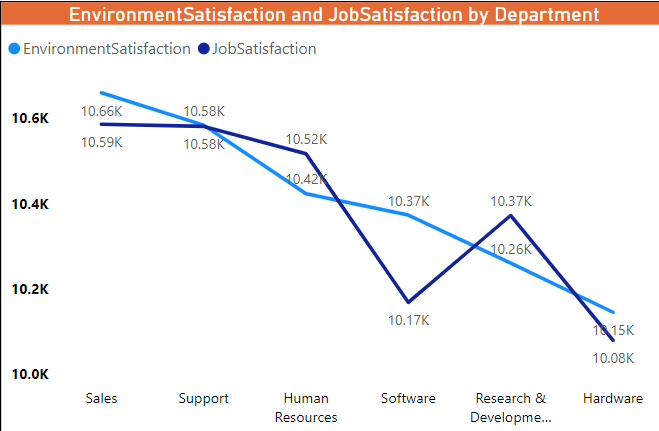 EnvironmentSatisfaction and JobSatisfaction by Department
EnvironmentSatisfaction JobSatisfaction
10.6K
10.4K
10.2K
10.0K
10.66K
10.59K
10.58K
10.58K
10.52K
10.42K
10.37K
10.17K
10.37K
10.26K
10.15K
10.08K
Sales Support Human Software Research & Hardware
Resources Developme...